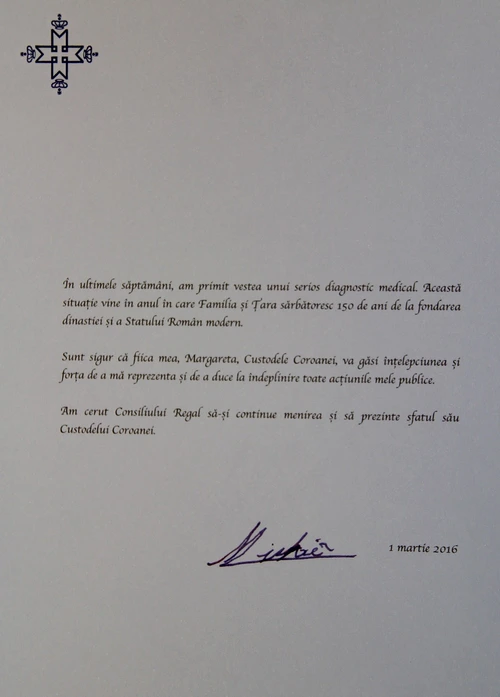 În ultimele săptămâni, am primit vestea unui serios diagnostic medical. Această
situație vine în anul în care Familia și Țara sărbătoresc 150 de ani de la fondarea
dinastiei și a Statului Român modern.
Sunt sigur că fiica mea, Margareta, Custodele Coroanei, va găsi înțelepciunea și
forța de a mă reprezenta și de a duce la îndeplinire toate acțiunile mele publice.
Am cerut Consiliului Regal să-și continue menirea și să prezinte sfatul său
Custodelui Coroanei.
Mihai R
1 martie 2016